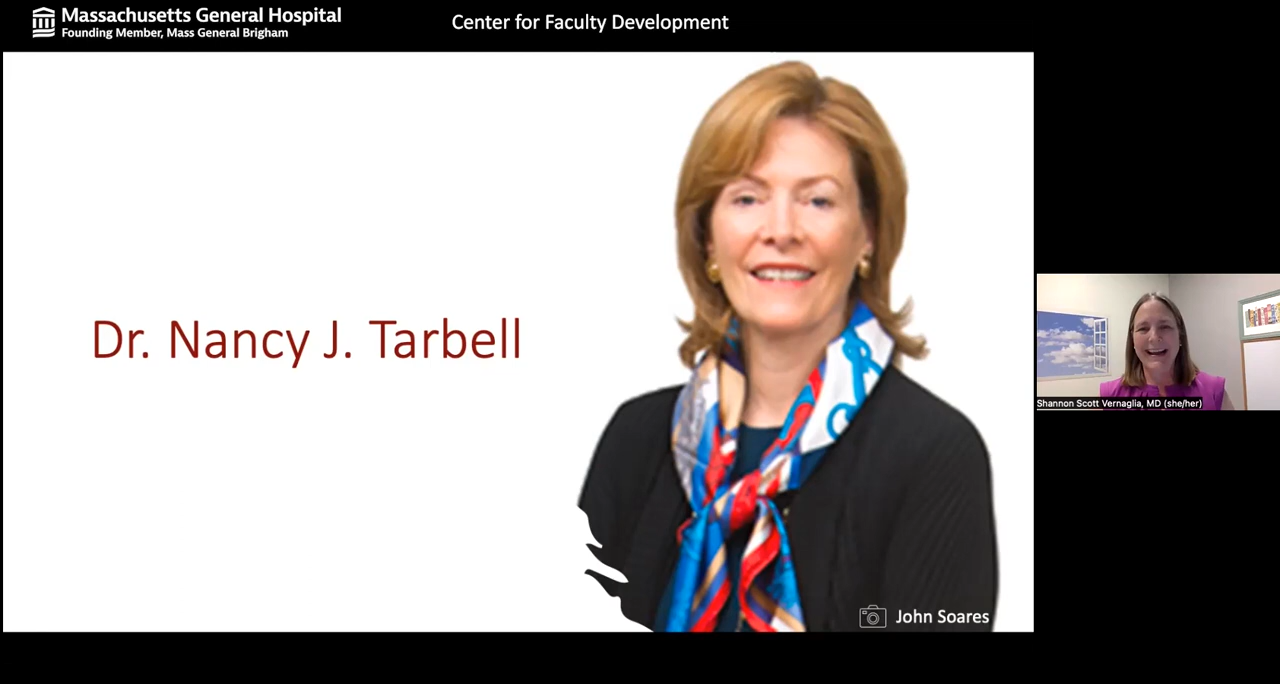 Massachusetts General Hospital
Founding Member, Mass General Brigham
Center for Faculty Development
Dr. Nancy J. Tarbell
John Soares
Shannon Scott Vernaglia, MD (she/her)